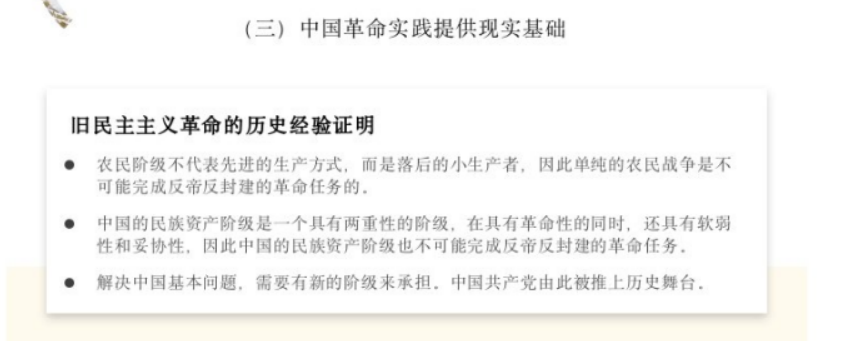 （三）中国革命实践提供现实基础
旧民主主义革命的历史经验证明
● 农民阶级不代表先进的生产方式，而是落后的小生产者，因此单纯的农民战争是不
可能完成反帝反封建的革命任务的。
● 中国的民族资产阶级是一个具有两重性的阶级，在具有革命性的同时，还具有软弱
性和妥协性，因此中国的民族资产阶级也不可能完成反帝反封建的革命任务。
● 解决中国基本问题，需要有新的阶级来承担。中国共产党由此被推上历史舞台。